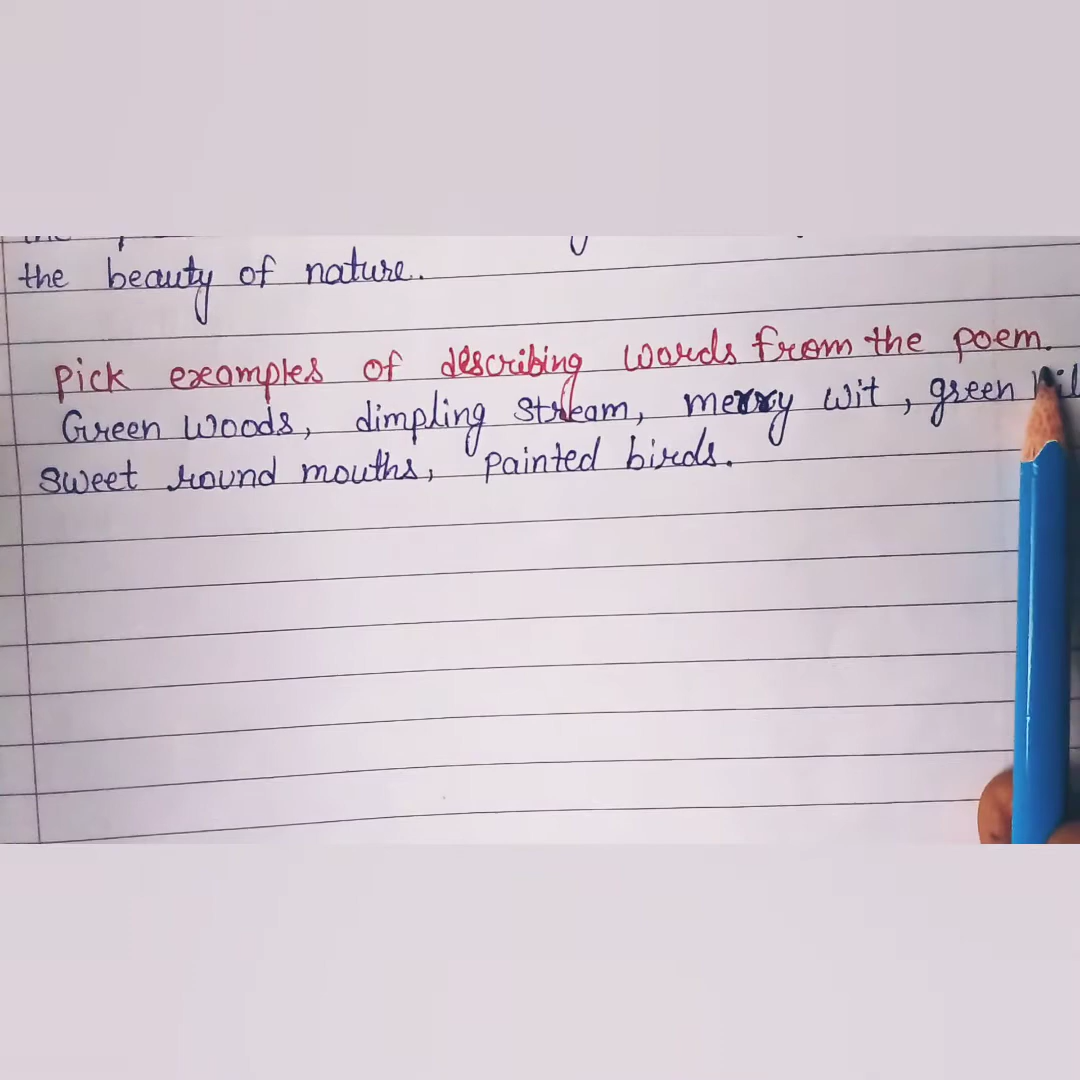 the beauty of nature.
Pick examples of describing words from the poem.
Green Woods, dimpling stream, merry wit, green
sweet round mouths, painted birds.